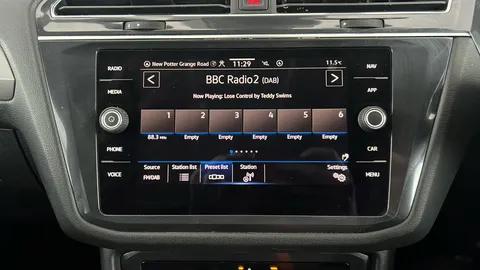 RADIO
MEDIA
PHONE
VOICE
New Potter Grange Road 11:29 11.5°C
BBC Radio2 (DAB)
Now Playing: Lose Control by Teddy Swims
1 2 3 4 5 6
88.3 MHz Empty Empty Empty Empty Empty
Source Station list Preset list Station Settings
FM/DAB
NAV
APP
CAR
MENU